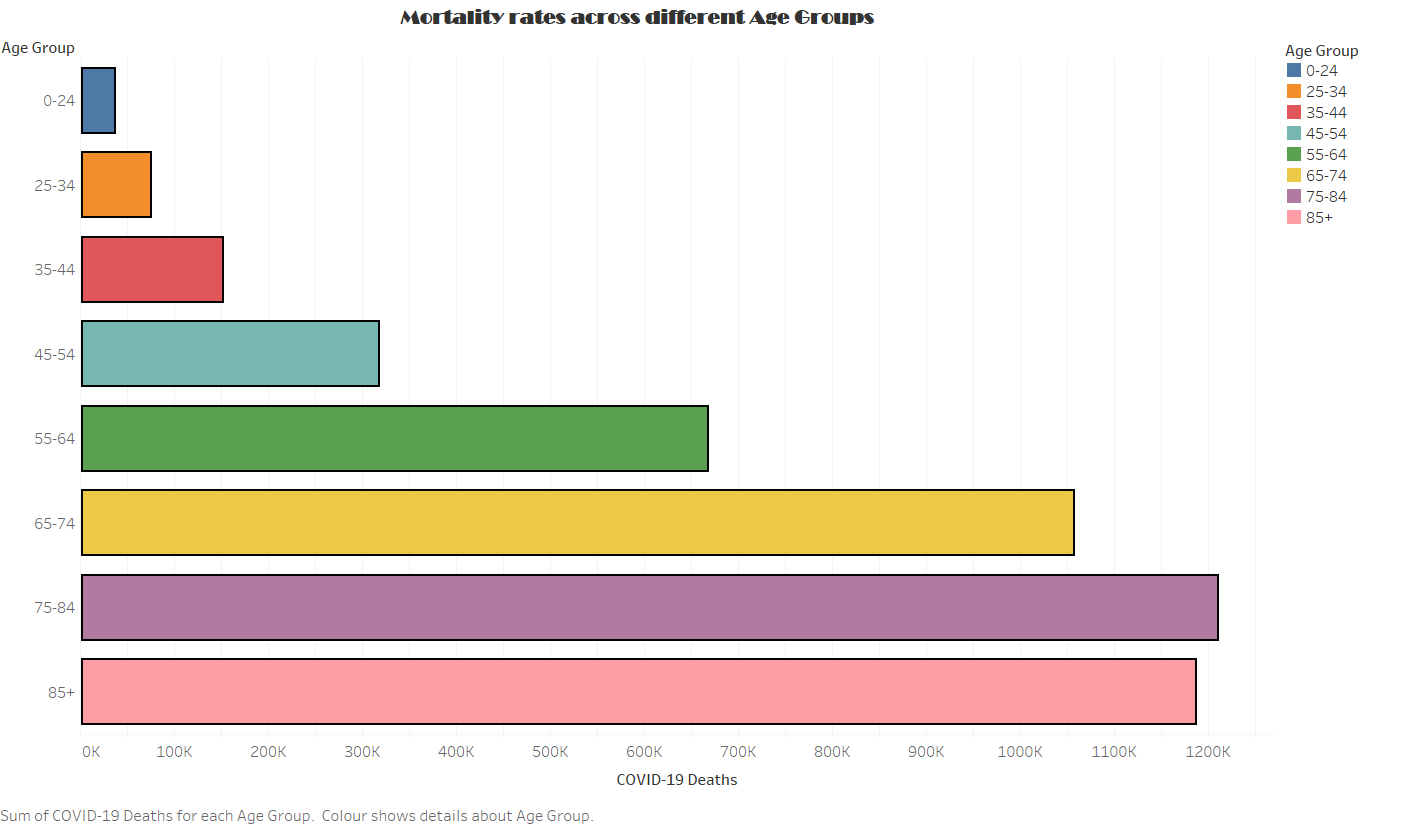 Mortality rates across different Age Groups
Age Group
0-24
25-34
35-44
45-54
55-64
65-74
75-84
85+
0K 100K 200K 300K 400K 500K 600K 700K 800K 900K 1000K 1100K 1200K
COVID-19 Deaths
Sum of COVID-19 Deaths for each Age Group. Colour shows details about Age Group.
Age Group
0-24
25-34
35-44
45-54
55-64
65-74
75-84
85+